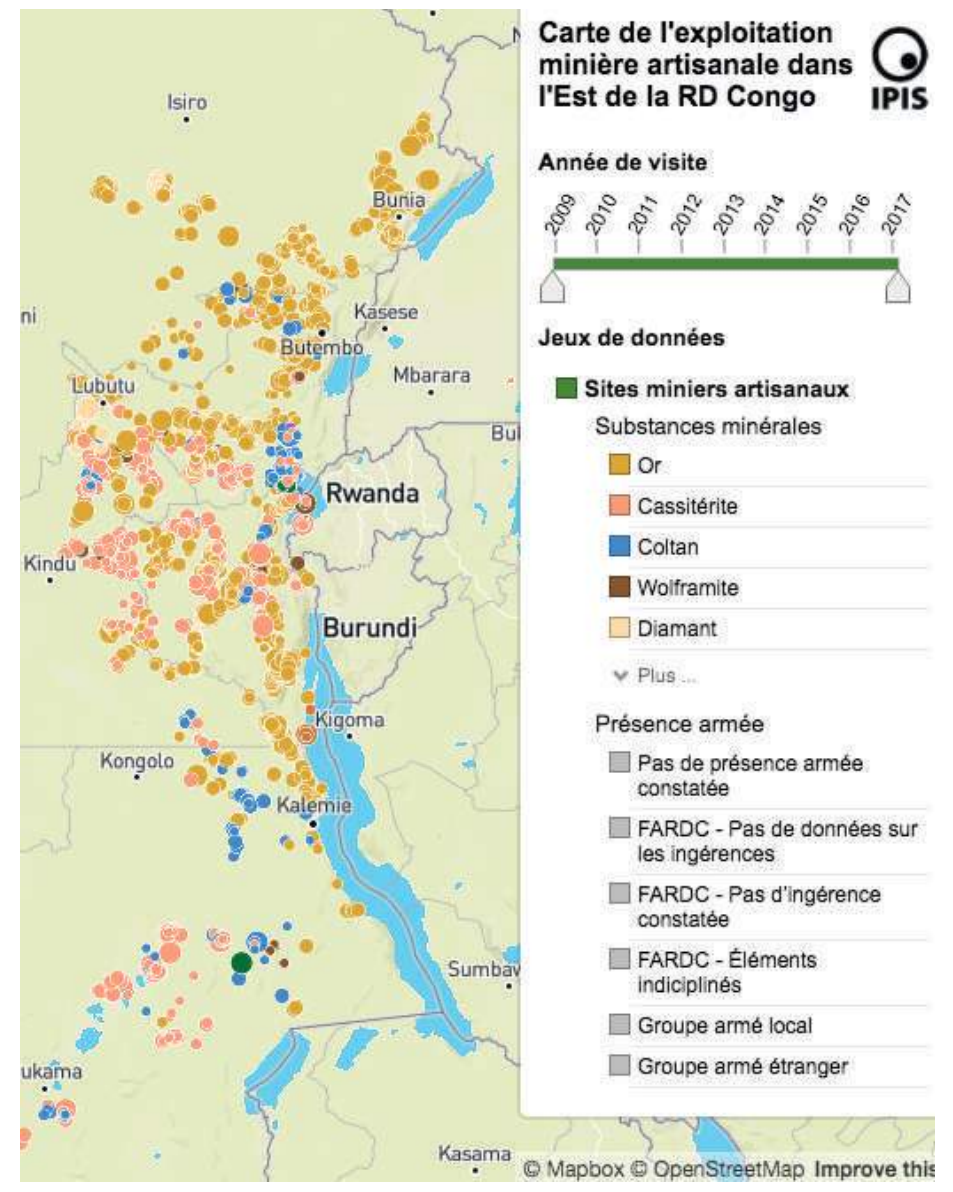 Isiro
Bunia
Kasese
Butembo
Mbarara
Lubutu
Rwanda
Kindu
Burundi
Kigoma
Kongolo
Kalemie
Kasama
Carte de l'exploitation
minière artisanale dans
l'Est de la RD Congo
IPIS
Année de visite
2009 2010 2011 2012 2013 2014 2015 2016 2017
Jeux de données
Sites miniers artisanaux
Substances minérales
Or
Cassitérite
Coltan
Wolframite
Diamant
Plus ...
Présence armée
Pas de présence armée
constatée
FARDC - Pas de données sur
les ingérences
FARDC - Pas d'ingérence
constatée
FARDC - Éléments
indiciplinés
Groupe armé local
Groupe armé étranger
© Mapbox © OpenStreetMap Improve this